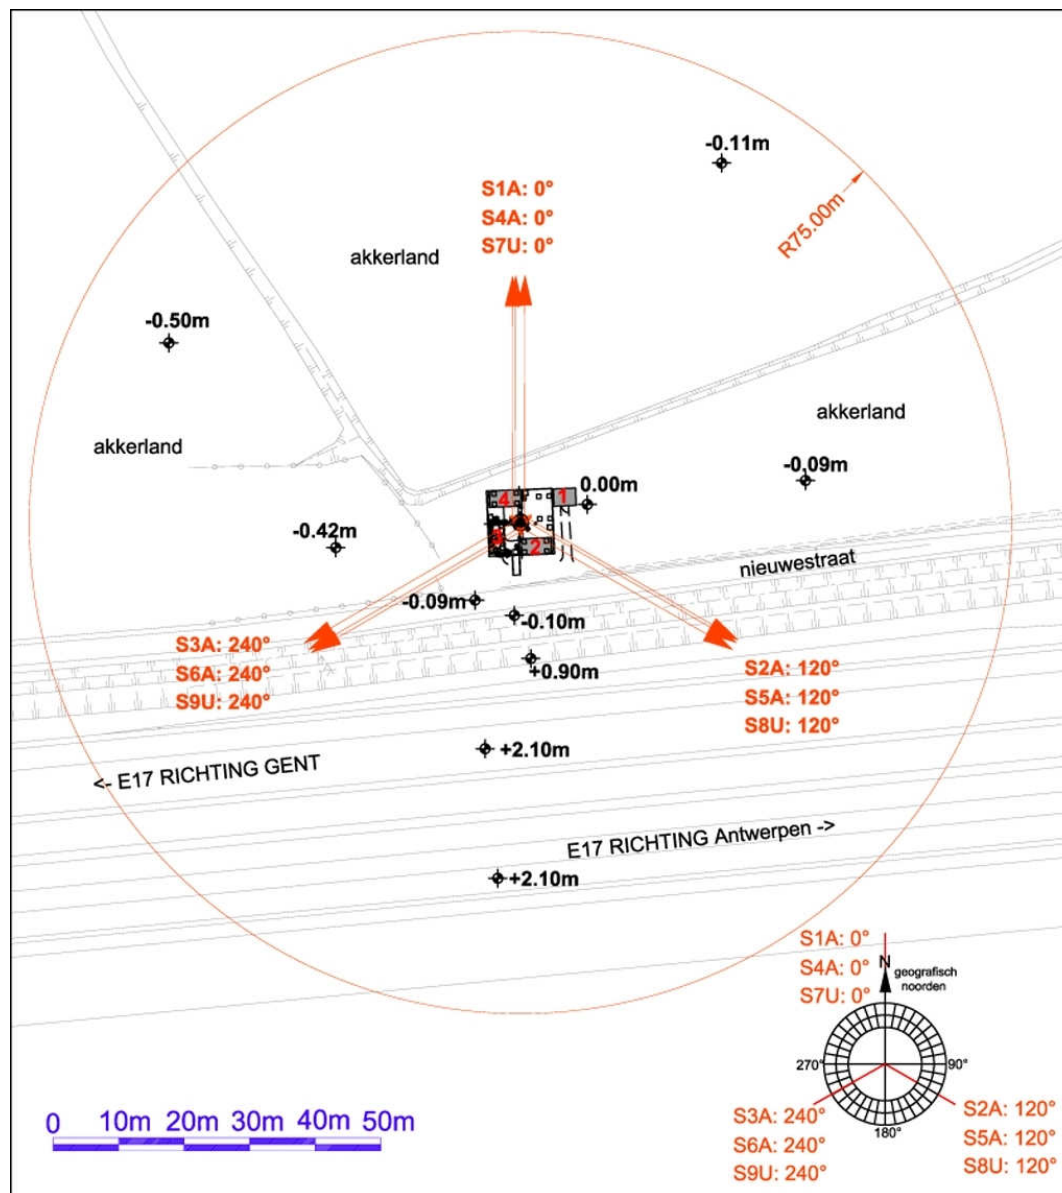 -0.11m
S1A: 0°
S4A: 0°
S7U: 0°
R75.00m
akkerland
-0.50m
akkerland
akkerland
-0.09m
4
1
0.00m
-0.42m
2
nieuwestraat
-0.09m
-0.10m
+0.90m
S3A: 240°
S6A: 240°
S9U: 240°
S2A: 120°
S5A: 120°
S8U: 120°
+2.10m
<- E17 RICHTING GENT
E17 RICHTING Antwerpen ->
+2.10m
S1A: 0°
S4A: 0°
S7U: 0°
N
geografisch
noorden
270°
90°
180°
S3A: 240°
S6A: 240°
S9U: 240°
S2A: 120°
S5A: 120°
S8U: 120°
0 10m 20m 30m 40m 50m